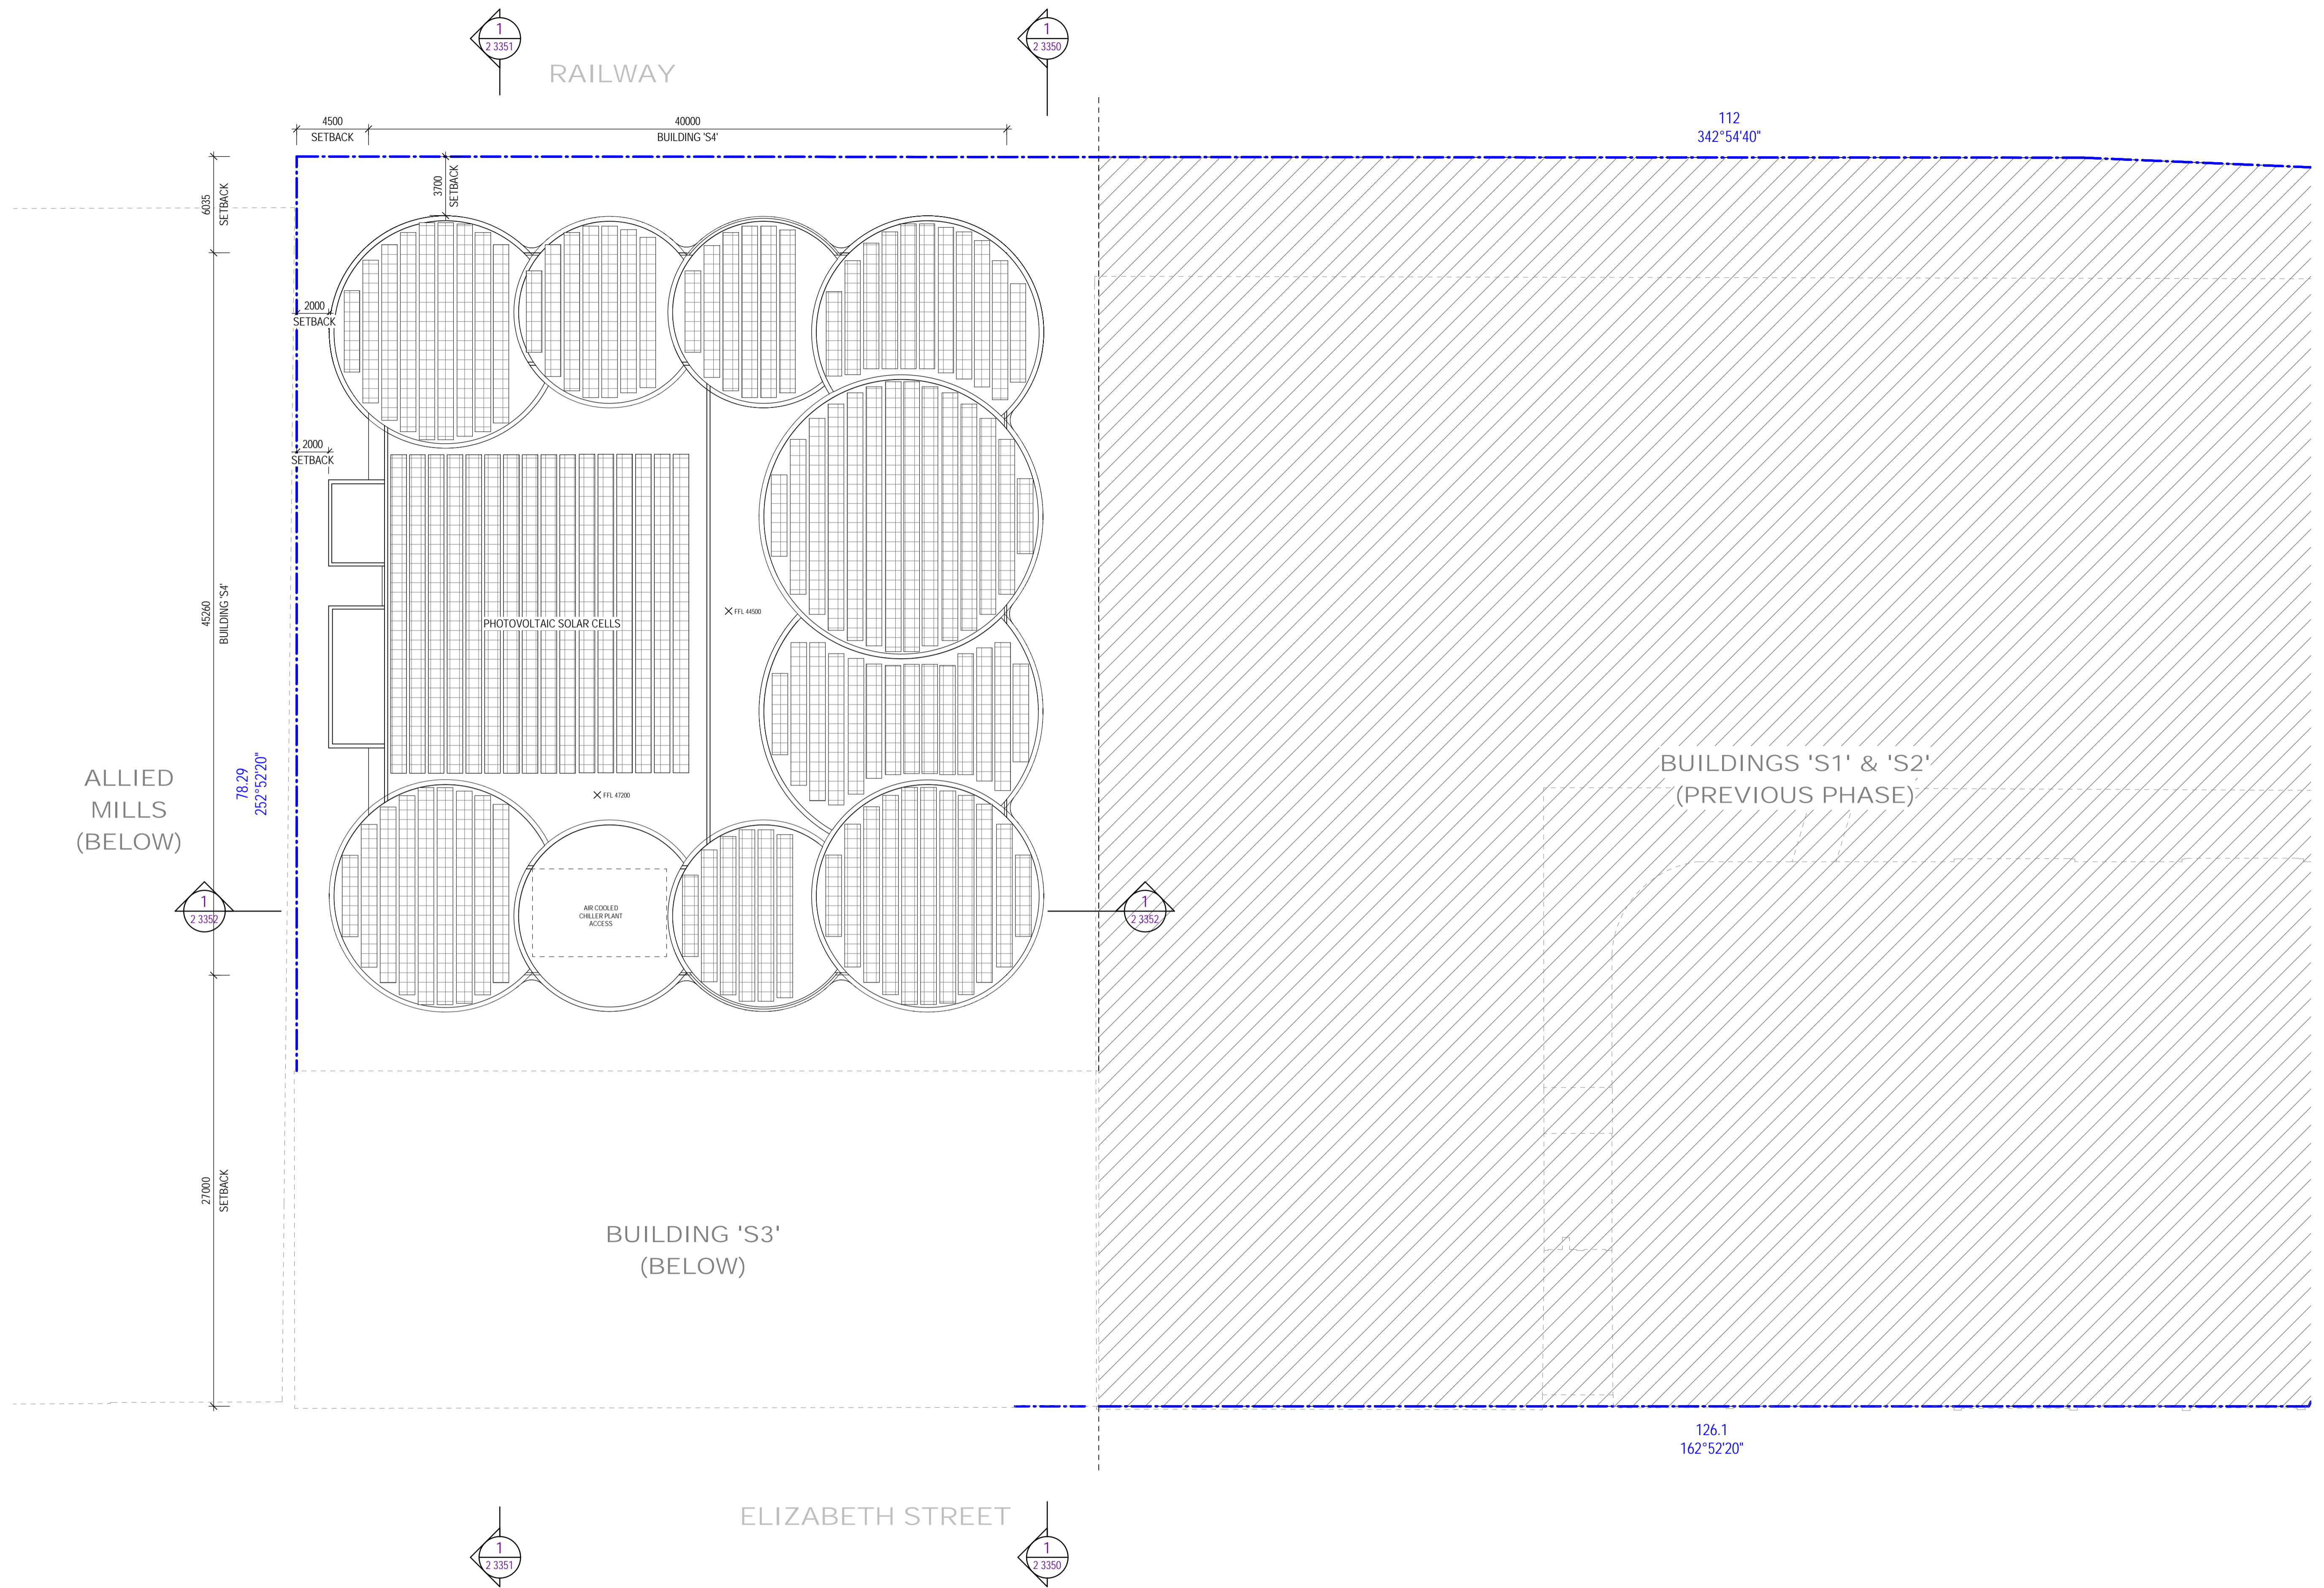 1
2 3351
1
2 3350
RAILWAY
4500
SETBACK
40000
BUILDING 'S4'
112
342°54'40"
6035
SETBACK
3700
SETBACK
2000
SETBACK
2000
SETBACK
45260
BUILDING 'S4'
FFL 44500
PHOTOVOLTAIC SOLAR CELLS
FFL 47200
ALLIED
MILLS
(BELOW)
78.29
252°52'20"
BUILDINGS 'S1' & 'S2'
(PREVIOUS PHASE)
1
2 3352
AIR COOLED
CHILLER PLANT
ACCESS
1
2 3352
27000
SETBACK
BUILDING 'S3'
(BELOW)
126.1
162°52'20"
ELIZABETH STREET
1
2 3351
1
2 3350